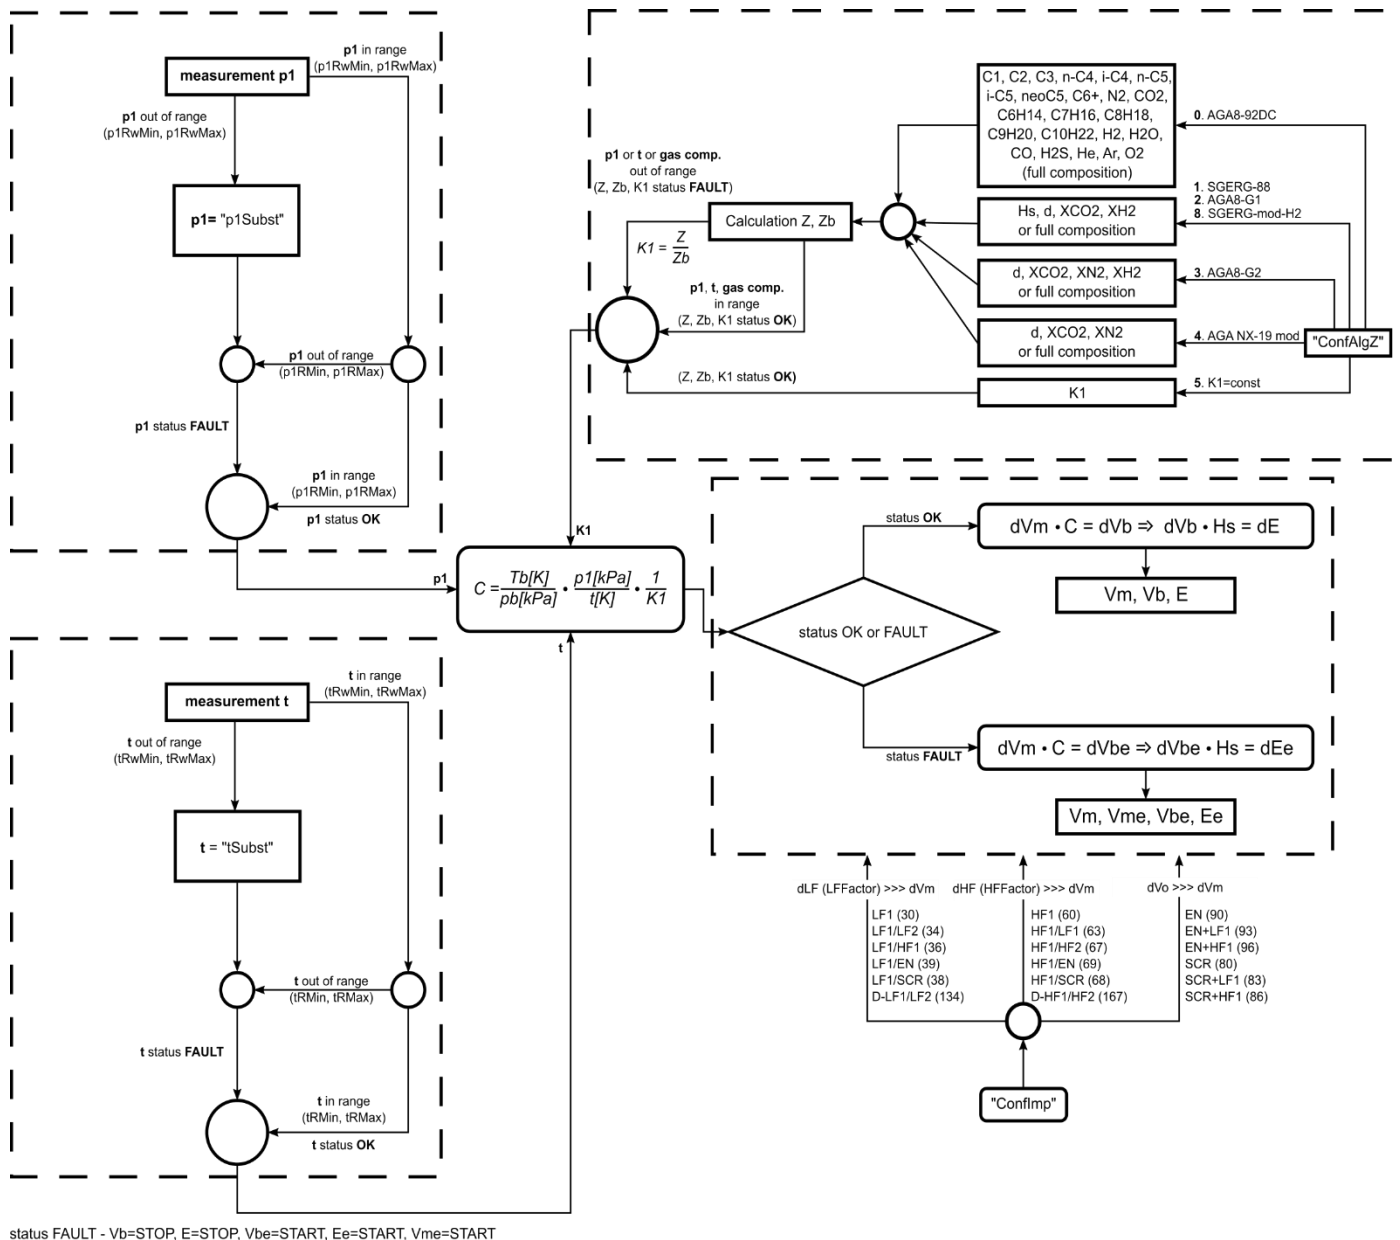 measurement p1
p1 in range
(p1RwMin, p1RwMax)
p1 out of range
(p1RwMin, p1RwMax)
p1= "p1Subst"
p1 out of range
(p1RMin, p1RMax)
p1 status FAULT
p1 in range
(p1RMin, p1RMax)
p1 status OK
p1
C1, C2, C3, n-C4, i-C4, n-C5,
i-C5, neoC5, C6+, N2, CO2,
C6H14, C7H16, C8H18,
C9H20, C10H22, H2, H2O,
CO, H2S, He, Ar, O2
(full composition)
0. AGA8-92DC
1. SGERG-88
2. AGA8-G1
8. SGERG-mod-H2
Hs, d, XCO2, XH2
or full composition
d, XCO2, XN2, XH2
or full composition
3. AGA8-G2
d, XCO2, XN2
or full composition
4. AGA NX-19 mod
"ConfAlgZ"
K1
5. K1=const
p1 or t or gas comp.
out of range
(Z, Zb, K1 status FAULT)
Calculation Z, Zb
K1 = Z/Zb
p1, t, gas comp.
in range
(Z, Zb, K1 status OK)
(Z, Zb, K1 status OK)
K1
C = Tb[K]/pb[kPa] • p1[kPa]/t[K] • 1/K1
t
status OK or FAULT
status OK
dVm • C = dVb ⇒ dVb • Hs = dE
Vm, Vb, E
status FAULT
dVm • C = dVbe ⇒ dVbe • Hs = dEe
Vm, Vme, Vbe, Ee
measurement t
t in range
(tRwMin, tRwMax)
t out of range
(tRwMin, tRwMax)
t = "tSubst"
t out of range
(tRMin, tRMax)
t status FAULT
t in range
(tRMin, tRMax)
t status OK
dLF (LFFactor) >>> dVm
LF1 (30)
LF1/LF2 (34)
LF1/HF1 (36)
LF1/EN (39)
LF1/SCR (38)
D-LF1/LF2 (134)
dHF (HFFactor) >>> dVm
HF1 (60)
HF1/LF1 (63)
HF1/HF2 (67)
HF1/EN (69)
HF1/SCR (68)
D-HF1/HF2 (167)
dVo >>> dVm
EN (90)
EN+LF1 (93)
EN+HF1 (96)
SCR (80)
SCR+LF1 (83)
SCR+HF1 (86)
"ConfImp"
status FAULT - Vb=STOP, E=STOP, Vbe=START, Ee=START, Vme=START